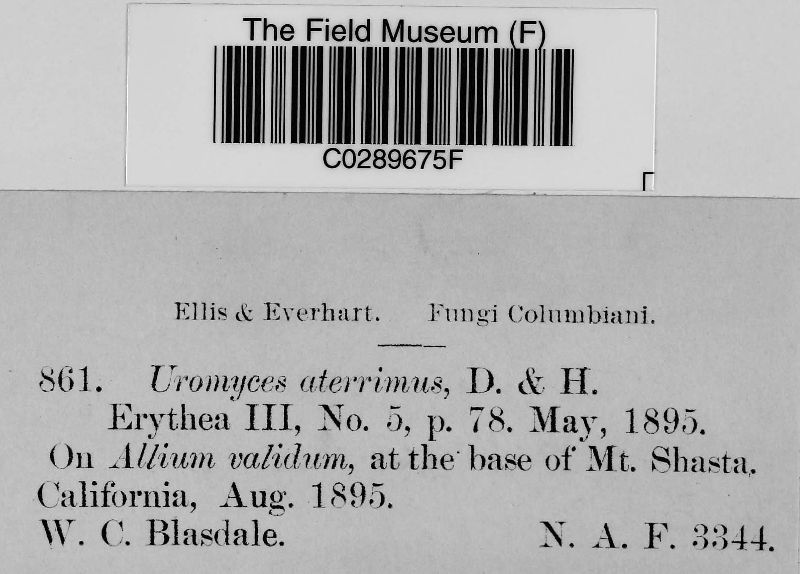 The Field Museum (F)
C0289675F
Ellis & Everhart. Fungi Columbiani.
861. Uromyces aterrimus, D. & H.
Erythea III, No. 5, p. 78. May, 1895.
On Allium validum, at the base of Mt. Shasta,
California, Aug. 1895.
W. C. Blasdale. N. A. F. 3344.